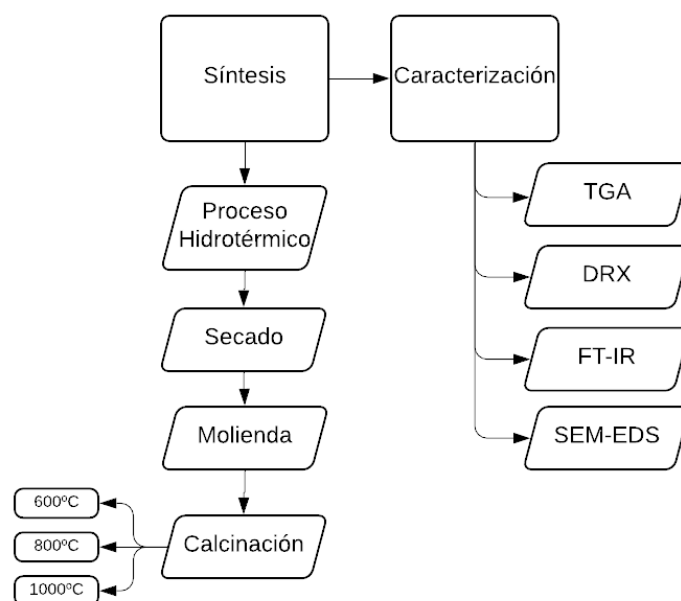 Síntesis
Caracterización
Proceso
Hidrotérmico
Secado
Molienda
Calcinación
600ºC
800ºC
1000ºC
TGA
DRX
FT-IR
SEM-EDS